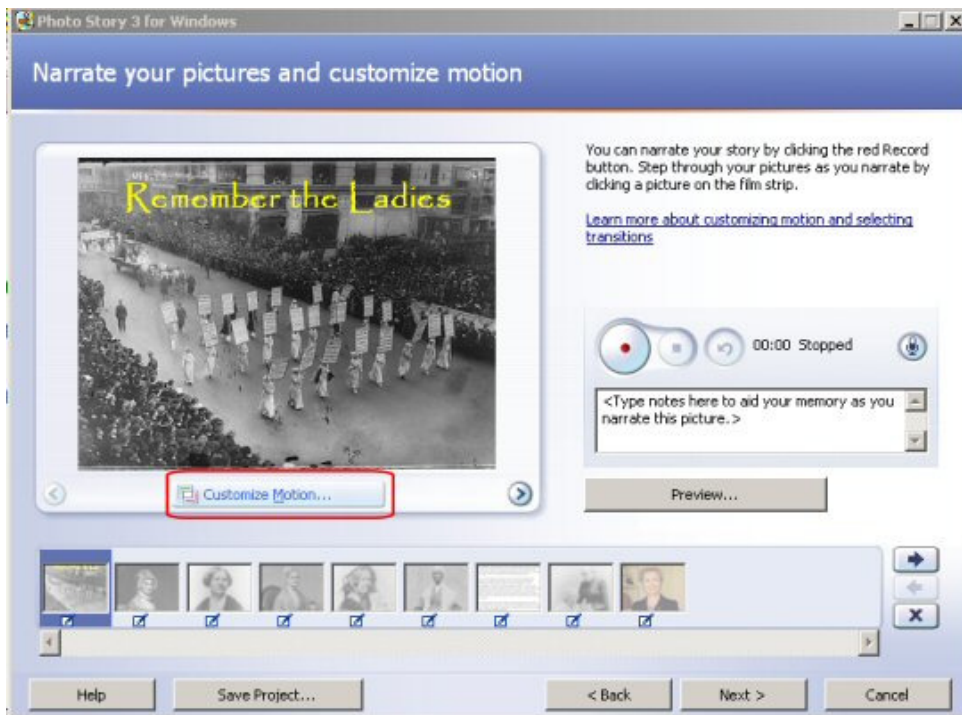 Photo Story 3 for Windows
Narrate your pictures and customize motion
Remember the Ladies
Customize Motion...
You can narrate your story by clicking the red Record
button. Step through your pictures as you narrate by
clicking a picture on the film strip.
Learn more about customizing motion and selecting
transitions
00:00 Stopped
<Type notes here to aid your memory as you
narrate this picture.>
Preview...
Help
Save Project...
< Back
Next >
Cancel